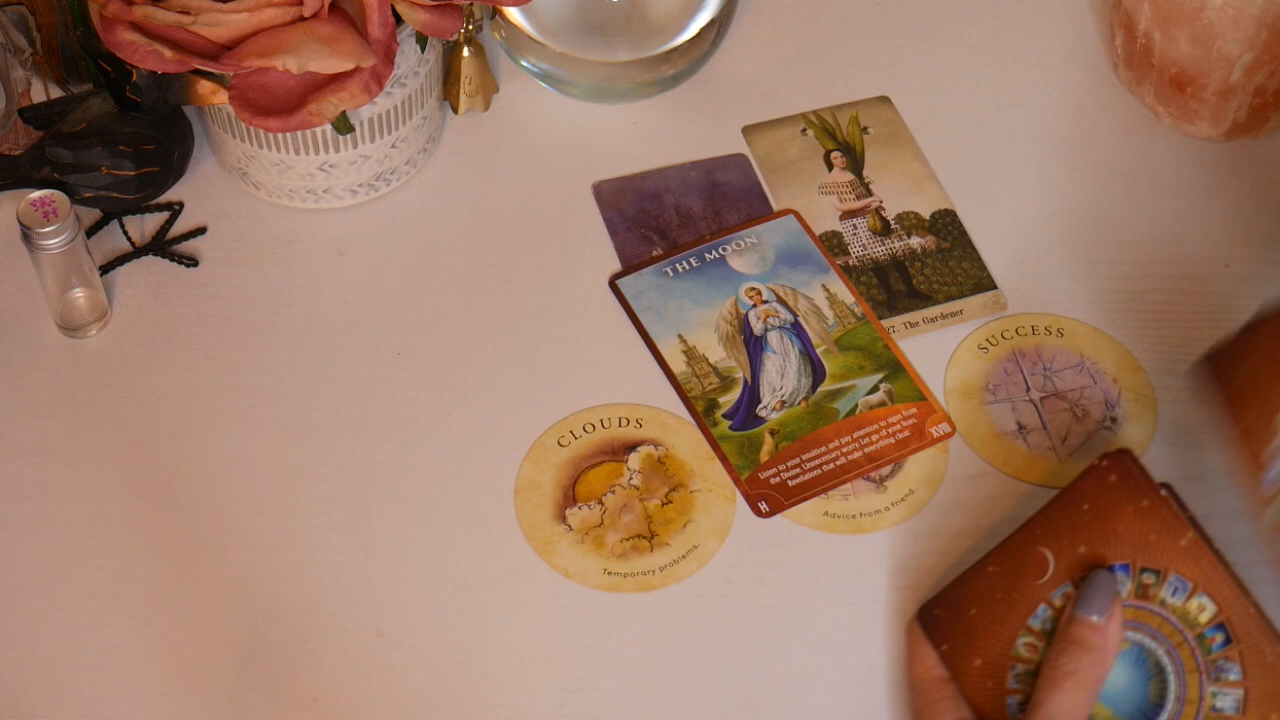 THE MOON
Listen to your intuition and pay attention to signs from
the Divine. Unnecessary worry. Let go of your fears.
Revelations that will make everything clear.
H
XVIII
27. The Gardener
SUCCESS
CLOUDS
Temporary problems.
Advice from a friend.